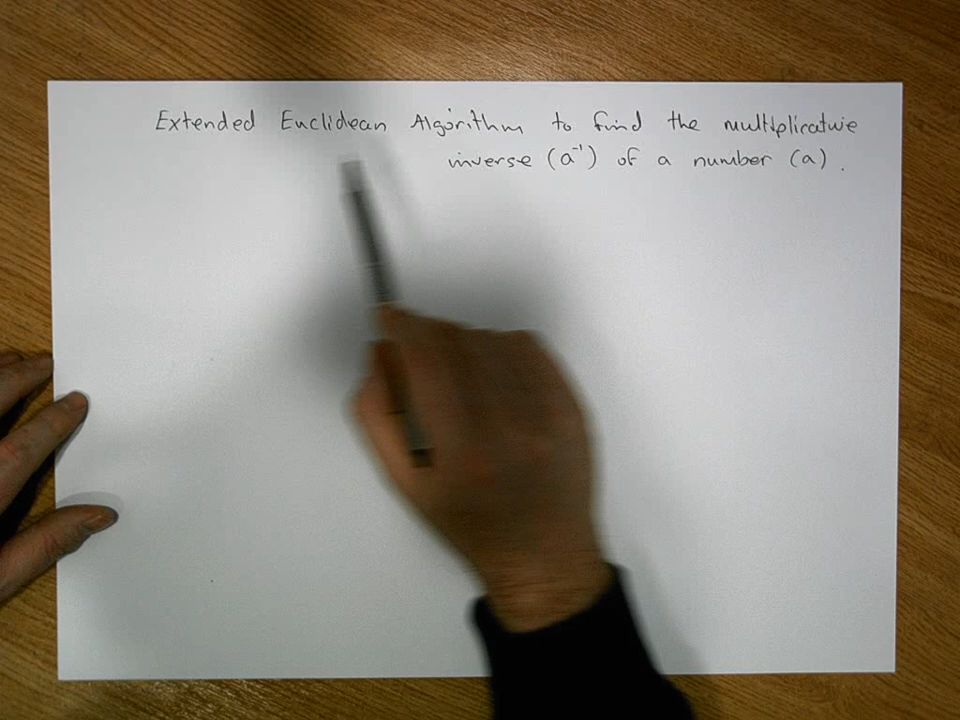 Extended Euclidean Algorithm to find the multiplicative
inverse (a⁻¹) of a number (a).